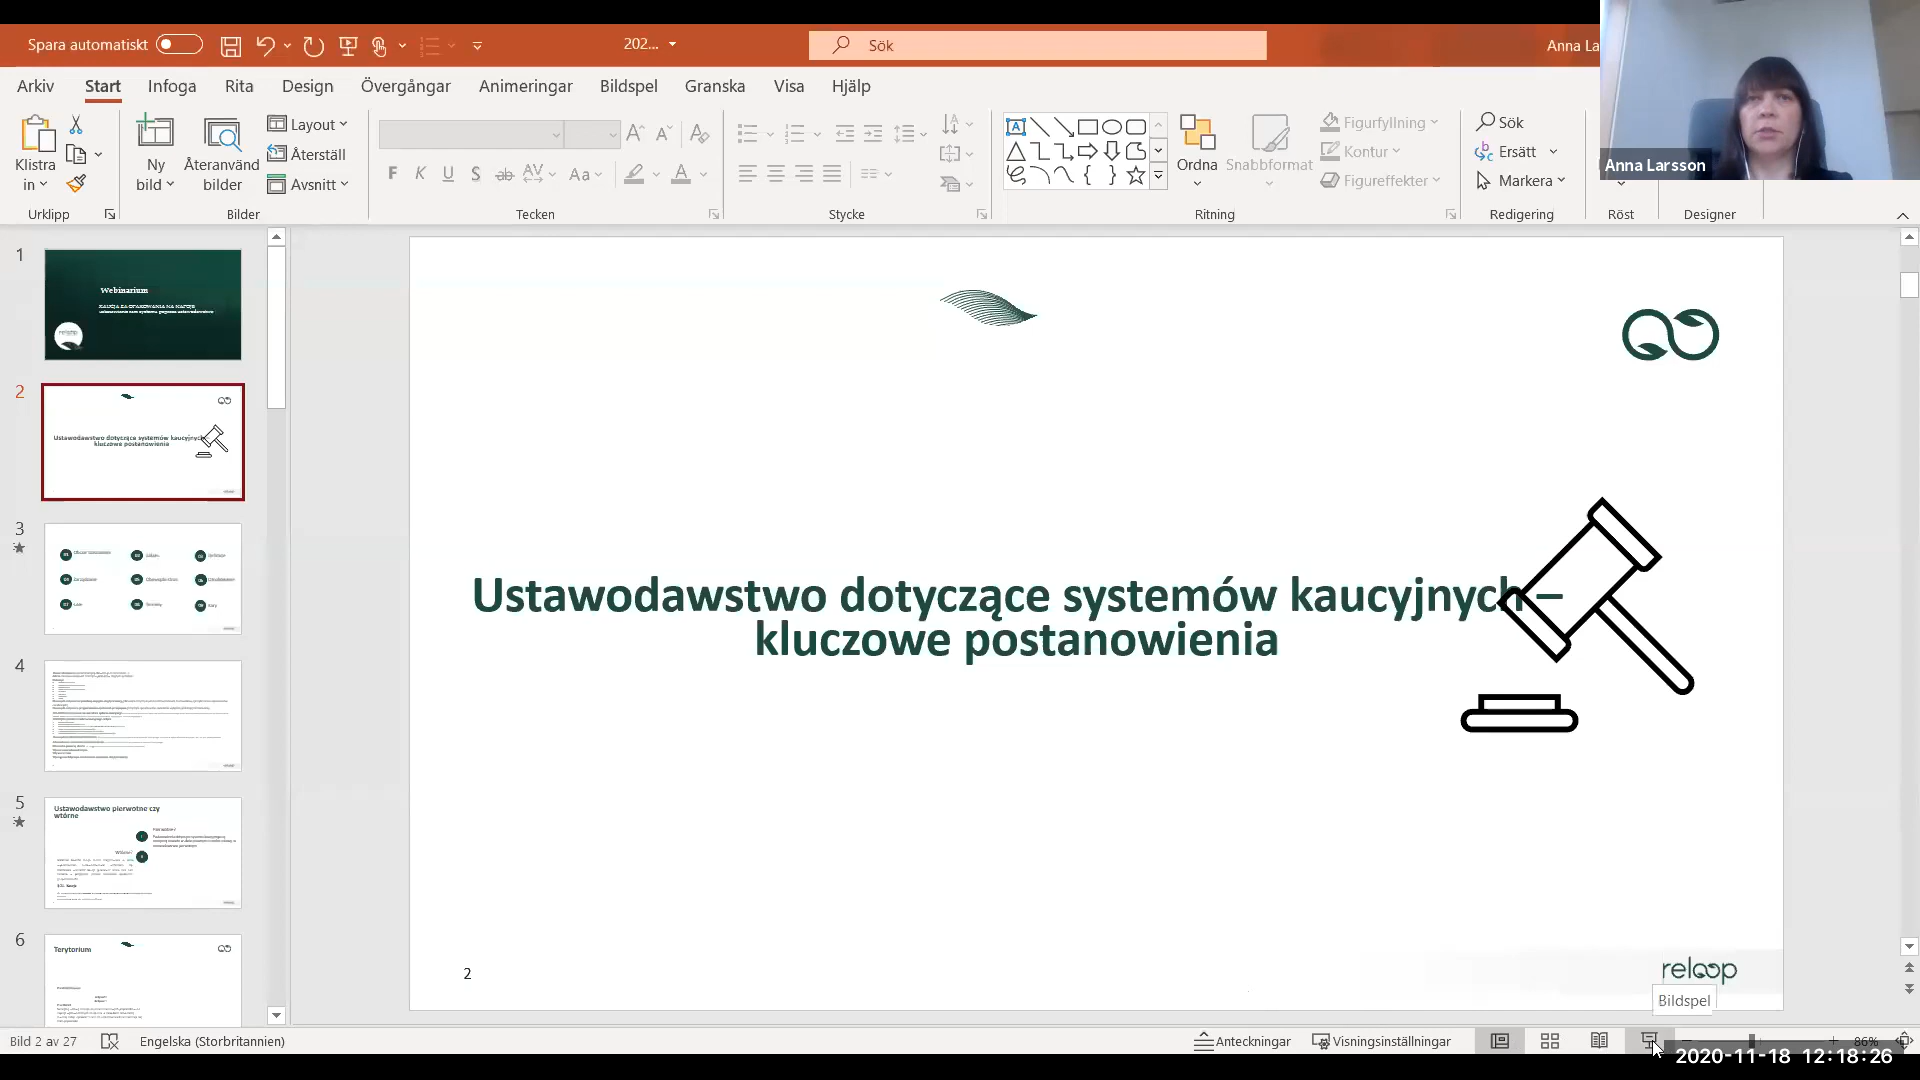 Spara automatiskt
202...
Sök
Anna La
Arkiv
Start
Infoga
Rita
Design
Övergångar
Animeringar
Bildspel
Granska
Visa
Hjälp
Klistra
in
Ny
bild
Återanvänd
bilder
Layout
Återställ
Avsnitt
F K U S ab AV Aa A
Ordna
Snabbformat
Figurfyllning
Kontur
Figureffekter
Sök
Ersätt
Markera
Anna Larsson
Urklipp
Bilder
Tecken
Stycke
Ritning
Redigering
Röst
Designer
1
Webinarium
reloop
2
Ustawodawstwo dotyczące systemów kaucyjnych –
kluczowe postanowienia
3
4
5
Ustawodawstwo pierwotne czy
wtórne
6
Terytorium
Ustawodawstwo dotyczące systemów kaucyjnych –
kluczowe postanowienia
2
reloop
Bildspel
Bild 2 av 27
Engelska (Storbritannien)
Anteckningar
Visningsinställningar
86%
2020-11-18 12:18:26